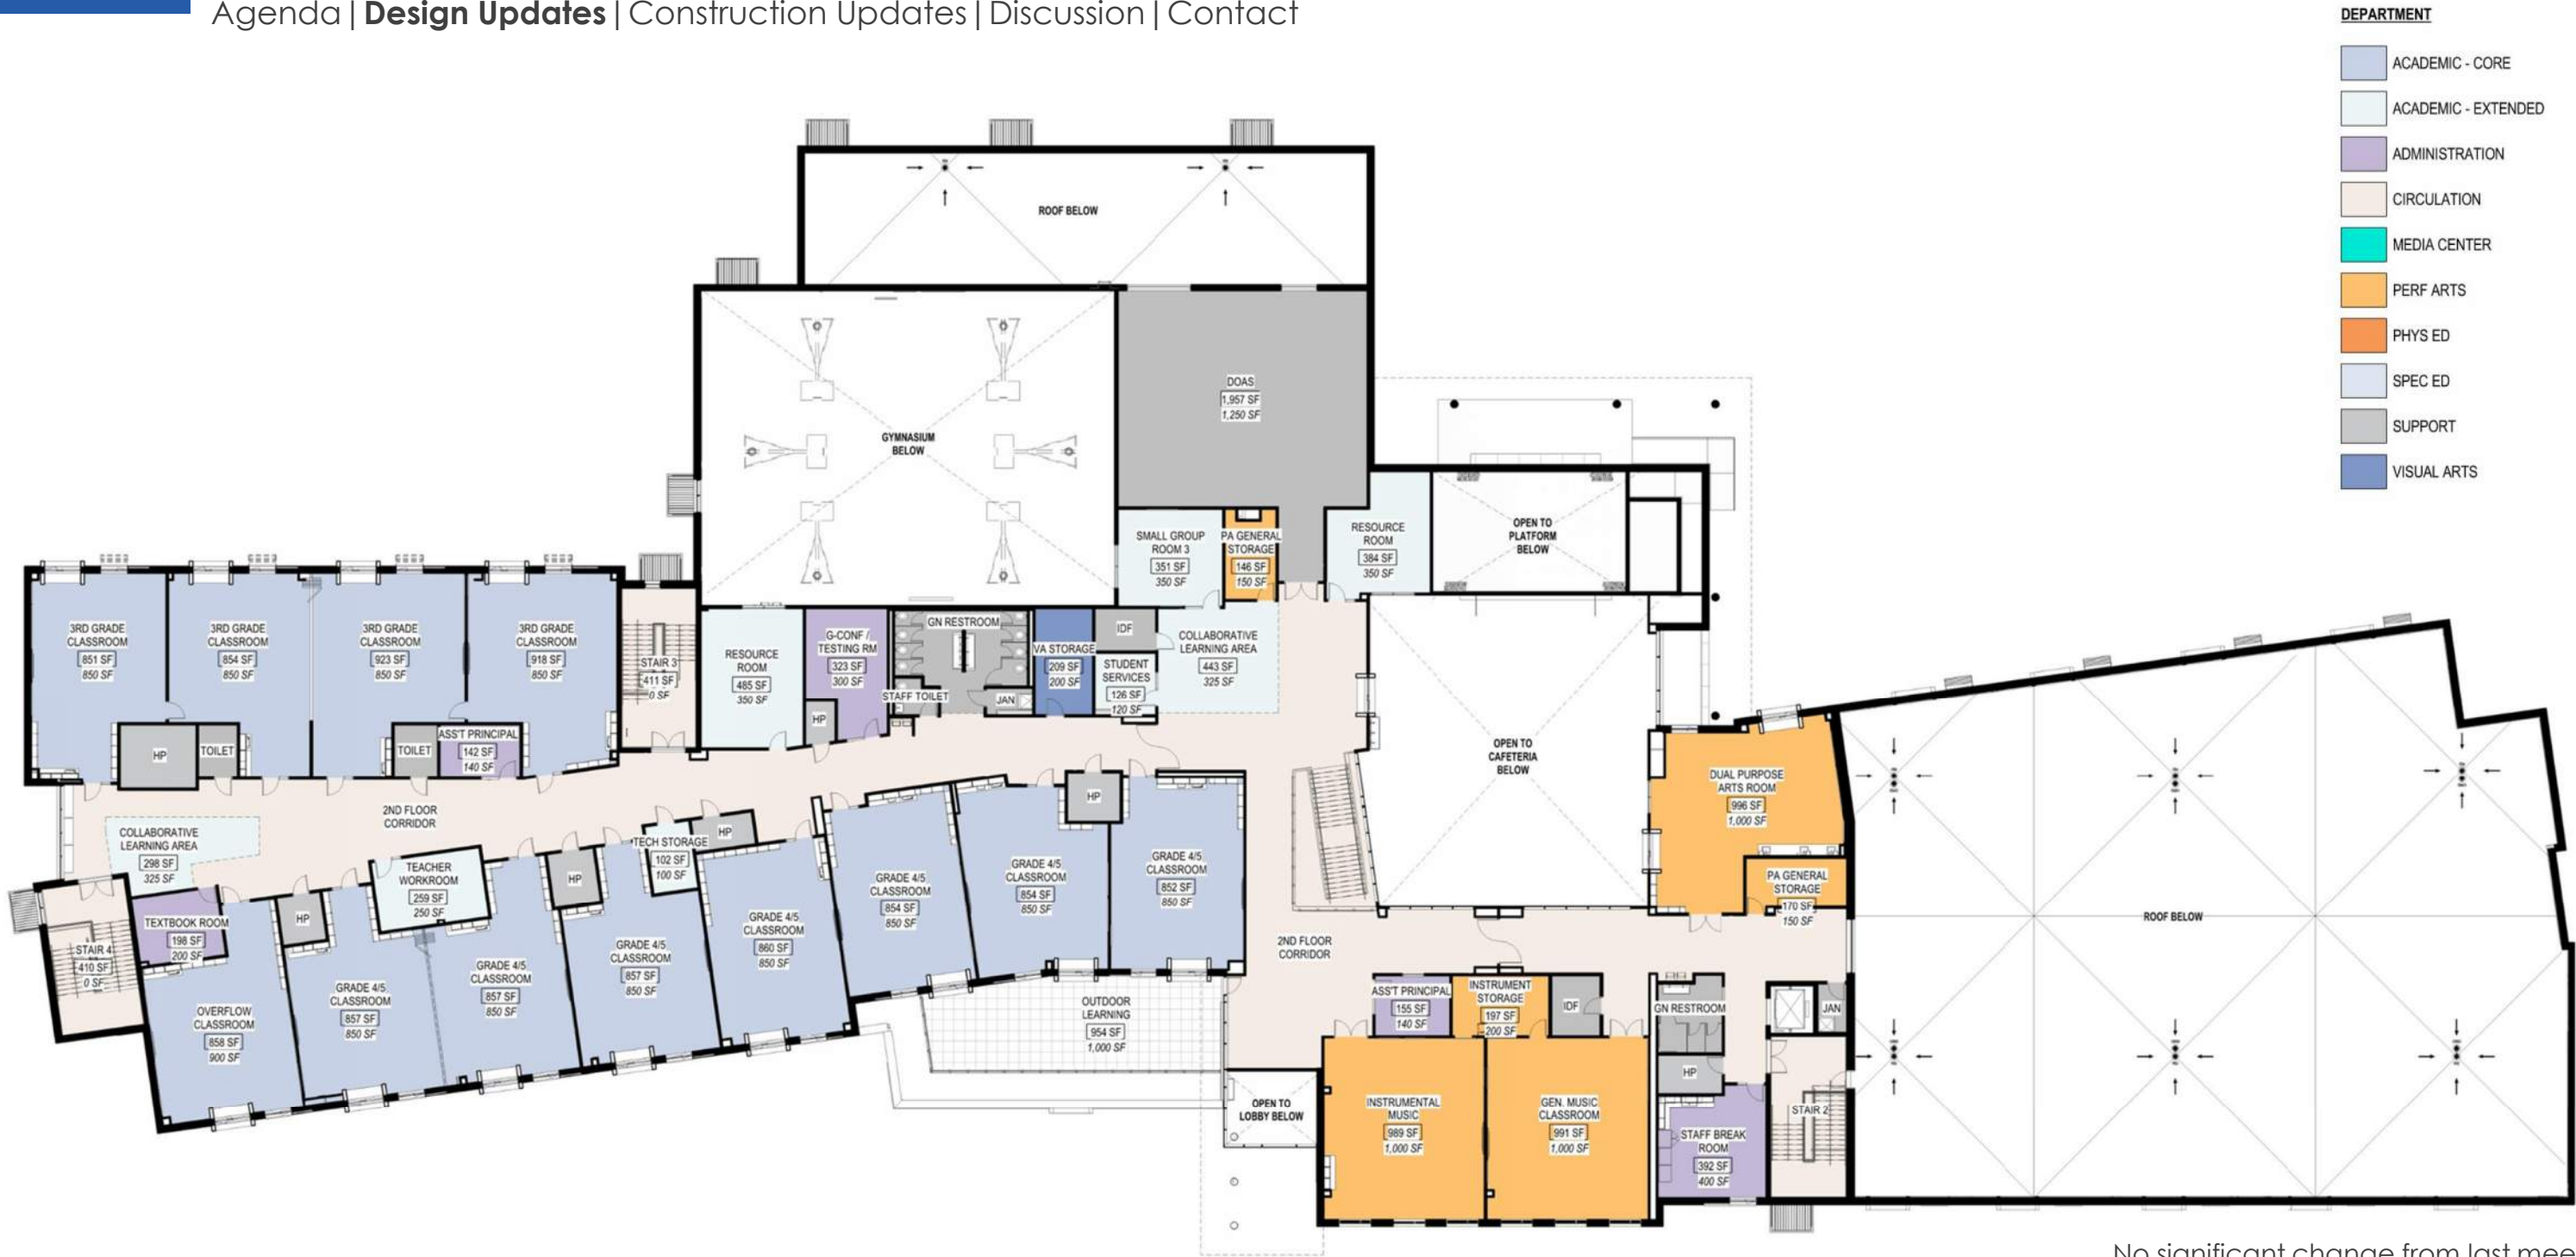 Agenda|Design Updates|Construction Updates|Discussion|Contact
DEPARTMENT
ACADEMIC - CORE
ACADEMIC - EXTENDED
ADMINISTRATION
CIRCULATION
MEDIA CENTER
PERF ARTS
PHYS ED
SPEC ED
SUPPORT
VISUAL ARTS
ROOF BELOW
GYMNASIUM
BELOW
DOAS
1,957 SF
1,250 SF
SMALL GROUP
ROOM 3
351 SF
350 SF
PA GENERAL
STORAGE
146 SF
150 SF
RESOURCE
ROOM
384 SF
350 SF
OPEN TO
PLATFORM
BELOW
3RD GRADE
CLASSROOM
851 SF
850 SF
3RD GRADE
CLASSROOM
854 SF
850 SF
3RD GRADE
CLASSROOM
923 SF
850 SF
3RD GRADE
CLASSROOM
918 SF
850 SF
STAIR 3
411 SF
0 SF
RESOURCE
ROOM
485 SF
350 SF
G-CONF /
TESTING RM
323 SF
300 SF
HP
GN RESTROOM
STAFF TOILET
JAN
VA STORAGE
209 SF
200 SF
IDF
STUDENT
SERVICES
126 SF
120 SF
COLLABORATIVE
LEARNING AREA
443 SF
325 SF
HP
TOILET
TOILET
ASS'T PRINCIPAL
142 SF
140 SF
OPEN TO
CAFETERIA
BELOW
DUAL PURPOSE
ARTS ROOM
996 SF
1,000 SF
PA GENERAL
STORAGE
170 SF
150 SF
ROOF BELOW
2ND FLOOR
CORRIDOR
COLLABORATIVE
LEARNING AREA
298 SF
325 SF
TEACHER
WORKROOM
259 SF
250 SF
HP
TECH STORAGE
102 SF
100 SF
HP
HP
TEXTBOOK ROOM
198 SF
200 SF
HP
STAIR 4
410 SF
0 SF
OVERFLOW
CLASSROOM
858 SF
900 SF
GRADE 4/5
CLASSROOM
857 SF
850 SF
GRADE 4/5
CLASSROOM
857 SF
850 SF
GRADE 4/5
CLASSROOM
857 SF
850 SF
GRADE 4/5
CLASSROOM
860 SF
850 SF
GRADE 4/5
CLASSROOM
854 SF
850 SF
GRADE 4/5
CLASSROOM
854 SF
850 SF
GRADE 4/5
CLASSROOM
852 SF
850 SF
OUTDOOR
LEARNING
954 SF
1,000 SF
2ND FLOOR
CORRIDOR
ASS'T PRINCIPAL
155 SF
140 SF
INSTRUMENT
STORAGE
197 SF
200 SF
IDF
GN RESTROOM
JAN
HP
OPEN TO
LOBBY BELOW
INSTRUMENTAL
MUSIC
989 SF
1,000 SF
GEN. MUSIC
CLASSROOM
991 SF
1,000 SF
STAFF BREAK
ROOM
392 SF
400 SF
STAIR 2
No significant change from last mee